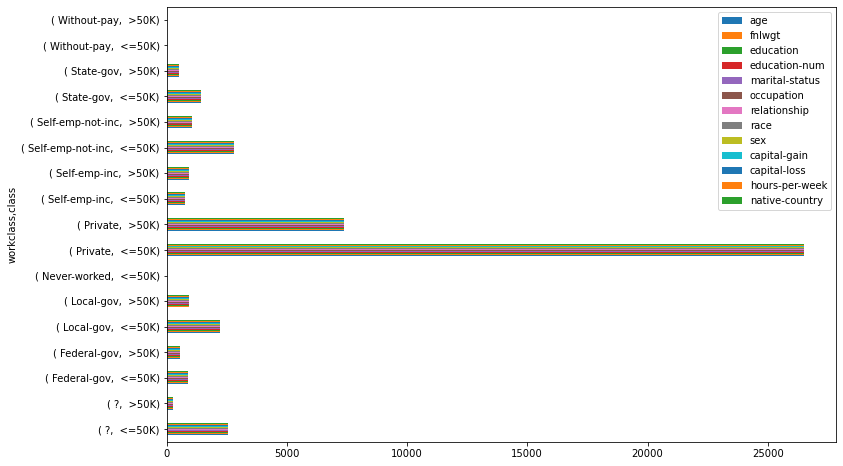 ( Without-pay,  >50K)
( Without-pay,  <=50K)
( State-gov,  >50K)
( State-gov,  <=50K)
( Self-emp-not-inc,  >50K)
( Self-emp-not-inc,  <=50K)
( Self-emp-inc,  >50K)
( Self-emp-inc,  <=50K)
( Private,  >50K)
( Private,  <=50K)
( Never-worked,  <=50K)
( Local-gov,  >50K)
( Local-gov,  <=50K)
( Federal-gov,  >50K)
( Federal-gov,  <=50K)
( ?,  >50K)
( ?,  <=50K)
workclass,class
0 5000 10000 15000 20000 25000
age
fnlwgt
education
education-num
marital-status
occupation
relationship
race
sex
capital-gain
capital-loss
hours-per-week
native-country